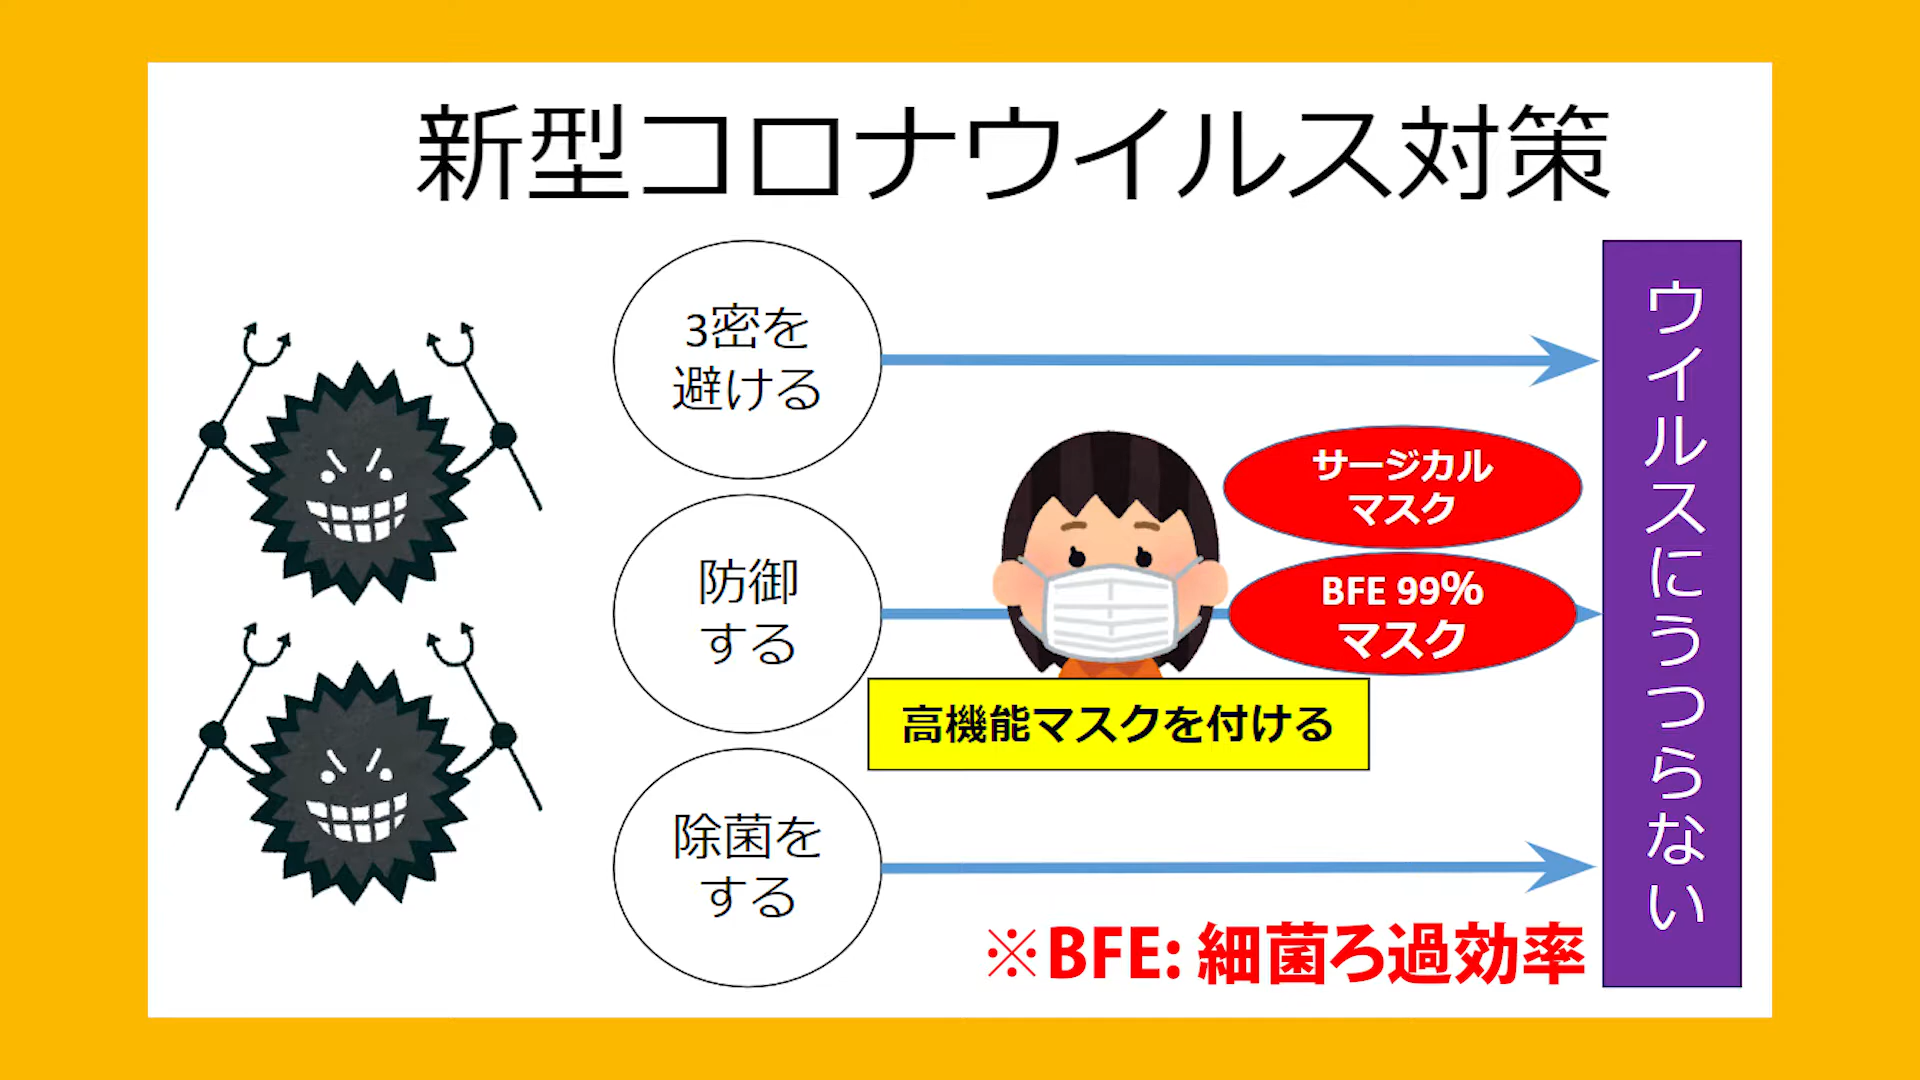 新型コロナウイルス対策
3密を
避ける
防御
する
除菌を
する
サージカル
マスク
BFE 99%
マスク
高機能マスクを付ける
※BFE: 細菌ろ過効率
ウイルスにうつらない